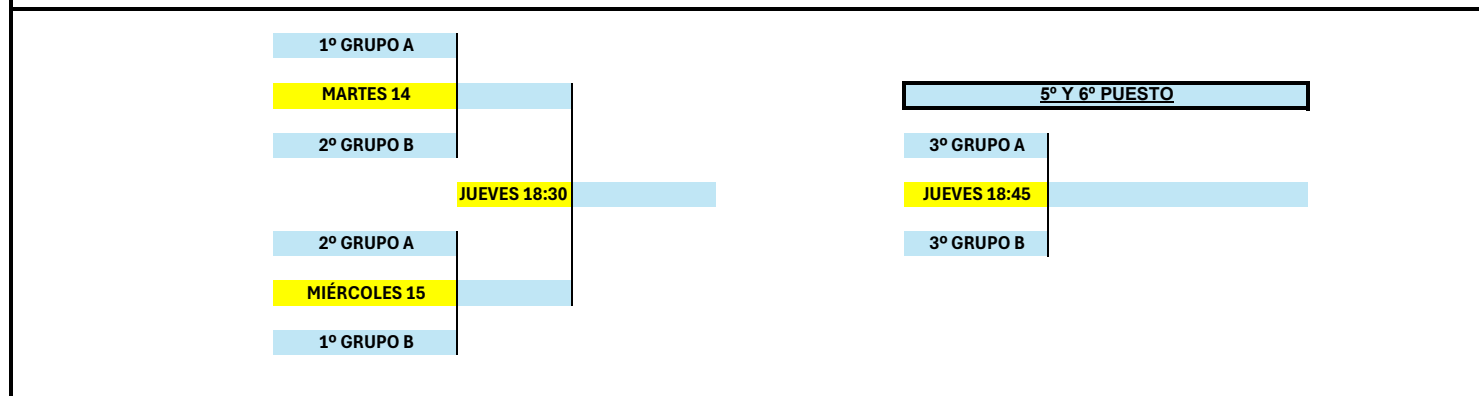 1º GRUPO A
MARTES 14
2º GRUPO B
JUEVES 18:30
2º GRUPO A
MIÉRCOLES 15
1º GRUPO B
5º Y 6º PUESTO
3º GRUPO A
JUEVES 18:45
3º GRUPO B